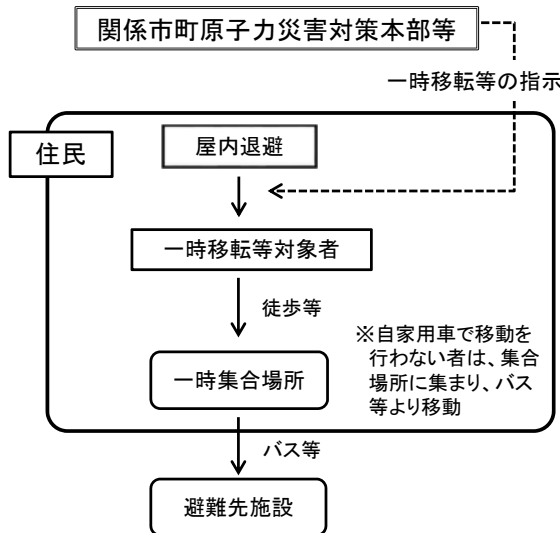 関係市町原子力災害対策本部等
一時移転等の指示
住民
屋内退避
一時移転等対象者
徒歩等
※自家用車で移動を
行わない者は、集合
場所に集まり、バス
等より移動
一時集合場所
バス等
避難先施設